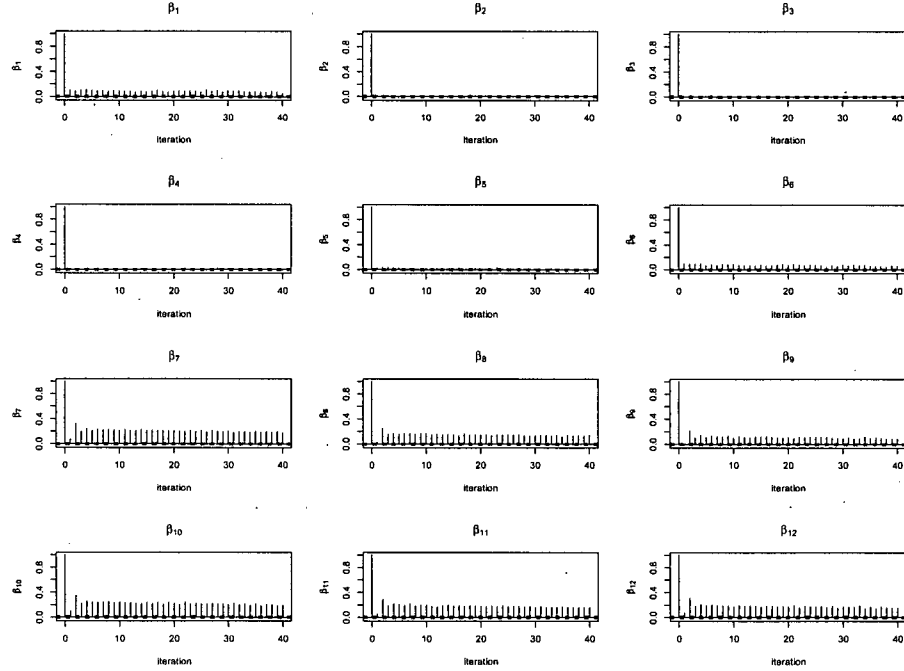 β1 β2 β3
β1 0.0 0.4 0.8 β2 0.0 0.4 0.8 β3 0.0 0.4 0.8
0 10 20 30 40 0 10 20 30 40 0 10 20 30 40
iteration iteration iteration
β4 β5 β6
β4 0.0 0.4 0.8 β5 0.0 0.4 0.8 β6 0.0 0.4 0.8
0 10 20 30 40 0 10 20 30 40 0 10 20 30 40
iteration iteration iteration
β7 β8 β9
β7 0.0 0.4 0.8 β8 0.0 0.4 0.8 β9 0.0 0.4 0.8
0 10 20 30 40 0 10 20 30 40 0 10 20 30 40
iteration iteration iteration
β10 β11 β12
β10 0.0 0.4 0.8 β11 0.0 0.4 0.8 β12 0.0 0.4 0.8
0 10 20 30 40 0 10 20 30 40 0 10 20 30 40
iteration iteration iteration